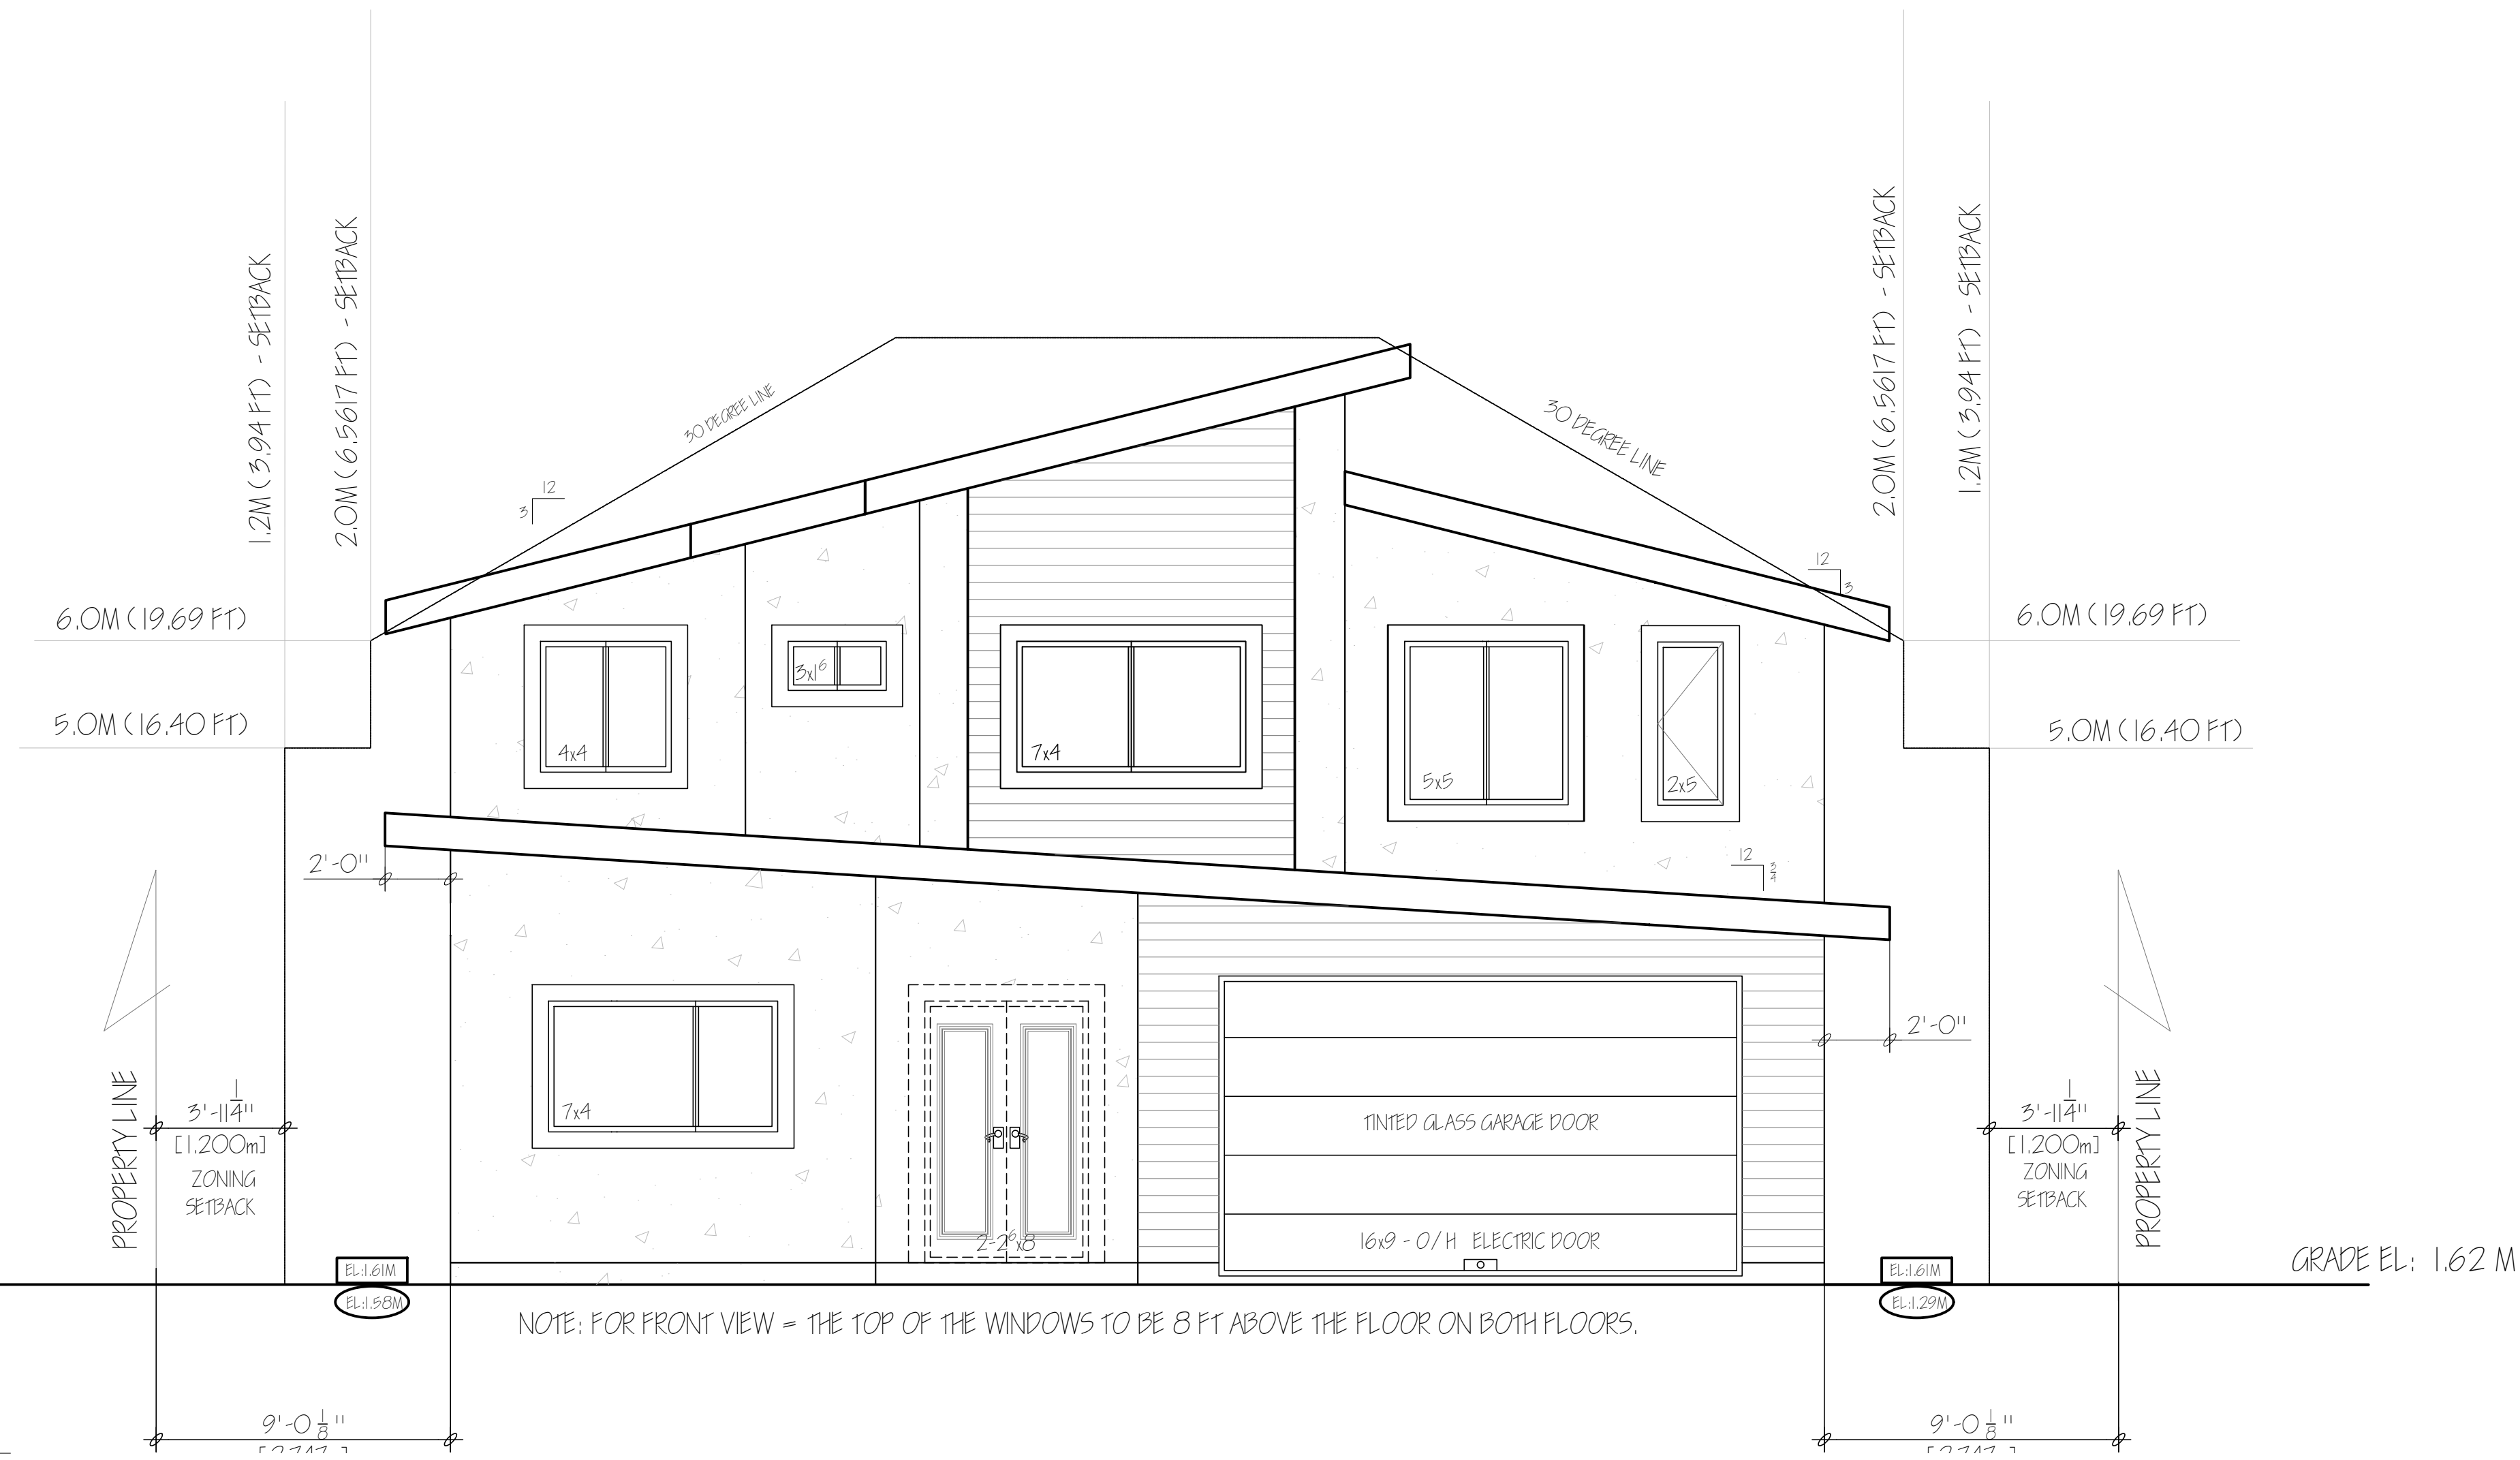 1.2M (3.94 FT) - SETBACK
2.0M (6.5617 FT) - SETBACK
2.0M (6.5617 FT) - SETBACK
1.2M (3.94 FT) - SETBACK
30 DEGREE LINE
30 DEGREE LINE
12
3
12
3
6.0M (19.69 FT)
6.0M (19.69 FT)
5.0M (16.40 FT)
5.0M (16.40 FT)
3x1⁶
4x4
7x4
5x5
2x5
2'-0"
12
3/4
2'-0"
PROPERTY LINE
3'-11 1/4"
[1.200m]
ZONING
SETBACK
7x4
2-2⁶x8
TINTED GLASS GARAGE DOOR
16x9 - O/H ELECTRIC DOOR
3'-11 1/4"
[1.200m]
ZONING
SETBACK
PROPERTY LINE
EL:1.61M
EL:1.58M
EL:1.61M
EL:1.29M
GRADE EL: 1.62 M
NOTE: FOR FRONT VIEW = THE TOP OF THE WINDOWS TO BE 8 FT ABOVE THE FLOOR ON BOTH FLOORS.
9'-0 1/8"
9'-0 1/8"